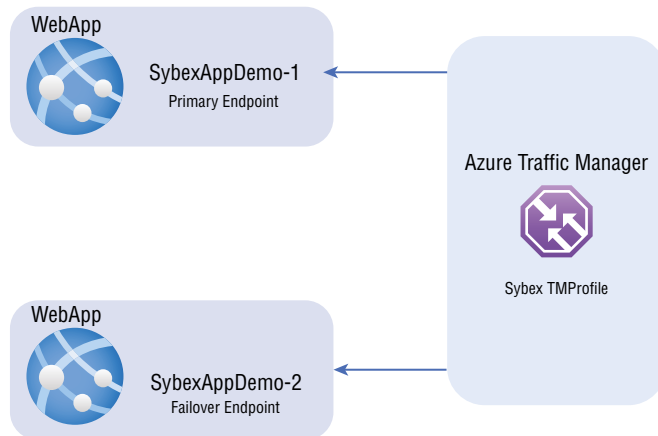 WebApp
SybexAppDemo-1
Primary Endpoint
Azure Traffic Manager
Sybex TMProfile
WebApp
SybexAppDemo-2
Failover Endpoint